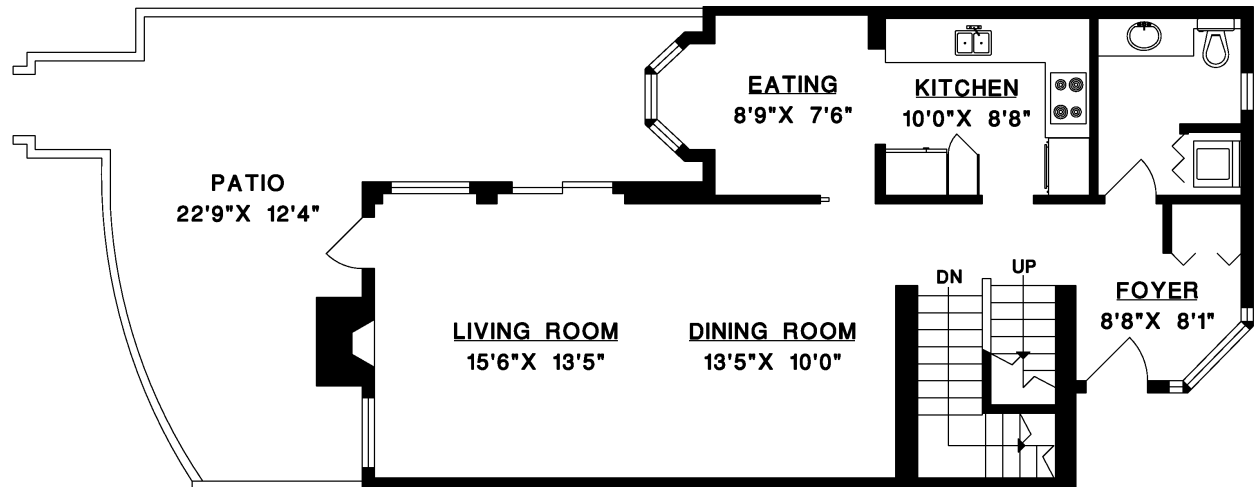 EATING
8'9"X 7'6"
KITCHEN
10'0"X 8'8"
PATIO
22'9"X 12'4"
DN
UP
FOYER
8'8"X 8'1"
LIVING ROOM
15'6"X 13'5"
DINING ROOM
13'5"X 10'0"